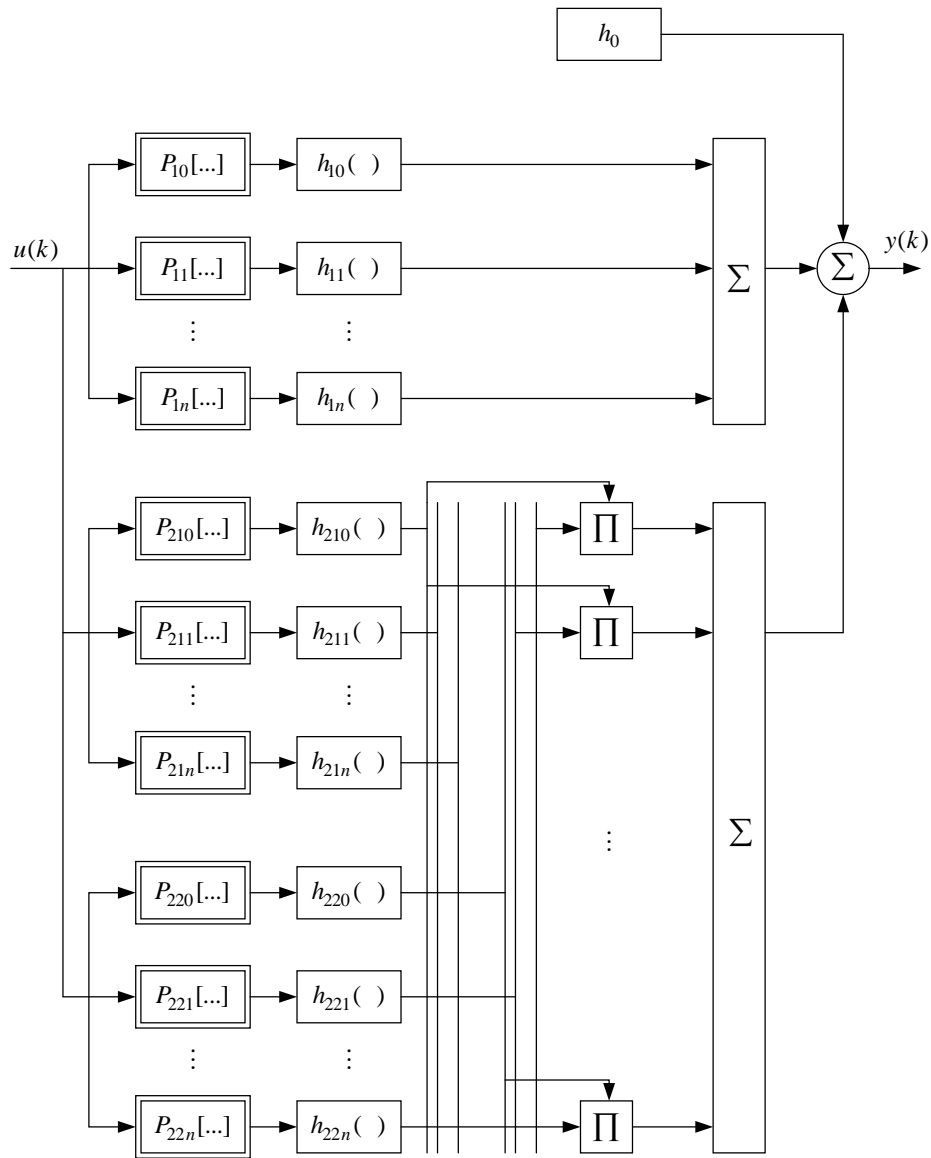 h₀
P₁₀[...] h₁₀( )
u(k) P₁₁[...] h₁₁( ) Σ Σ y(k)
⋮ ⋮
P₁ₙ[...] h₁ₙ( )
P₂₁₀[...] h₂₁₀( ) ∏
P₂₁₁[...] h₂₁₁( ) ∏
⋮ ⋮
P₂₁ₙ[...] h₂₁ₙ( )
⋮ Σ
P₂₂₀[...] h₂₂₀( )
P₂₂₁[...] h₂₂₁( )
⋮ ⋮
P₂₂ₙ[...] h₂₂ₙ( ) ∏